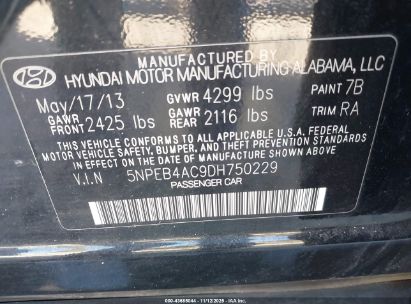 MANUFACTURED BY
HYUNDAI MOTOR MANUFACTURING ALABAMA, LLC
May/17/13 GVWR 4299 lbs PAINT 7B
GAWR FRONT 2425 lbs GAWR REAR 2116 lbs TRIM RA
THIS VEHICLE CONFORMS TO ALL APPLICABLE U.S.A. FEDERAL
MOTOR VEHICLE SAFETY, BUMPER, AND THEFT PREVENTION STANDARDS
IN EFFECT ON THE DATE OF MANUFACTURE SHOWN ABOVE.
V.I.N 5NPEB4AC9DH750229
PASSENGER CAR